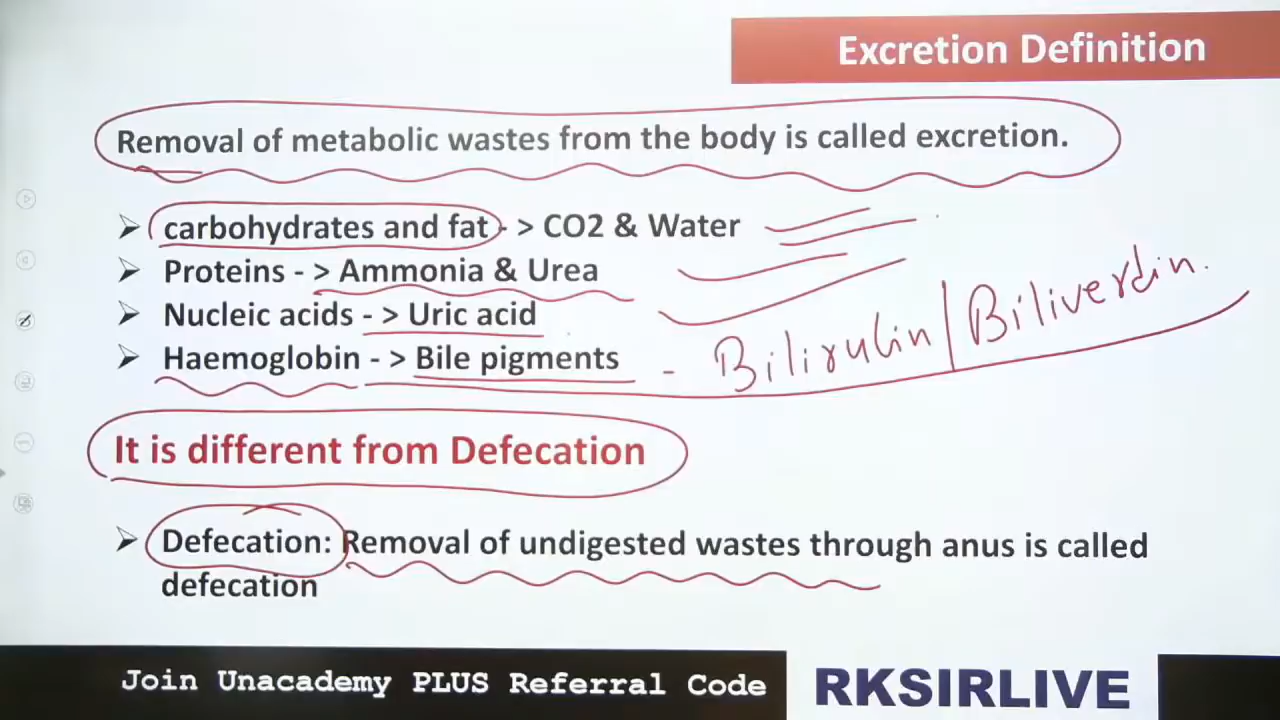 Excretion Definition
Removal of metabolic wastes from the body is called excretion.
➤ carbohydrates and fat - > CO2 & Water
➤ Proteins - > Ammonia & Urea
➤ Nucleic acids - > Uric acid
➤ Haemoglobin - > Bile pigments - Bilirubin/Biliverdin.
It is different from Defecation
➤ Defecation: Removal of undigested wastes through anus is called
defecation
Join Unacademy PLUS Referral Code
RKSIRLIVE